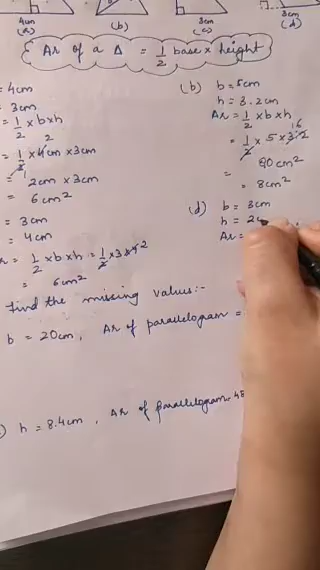 4cm
(a)
(b)
3cm
(c)
3cm
(d)
Ar of a Δ = 1/2 base × height
= 4cm
3cm
= 1/2 × b × h
= 1/2 × 4cm × 3cm
2
= 2cm × 3cm
= 6cm²
= 3cm
= 4cm
= 1/2 × b × h = 1/2 × 3 × 4 2
= 6cm²
(b) b = 5cm
h = 3.2cm
Ar = 1/2 × b × h
= 1/2 × 5 × 3.2
=
= 8cm²
(d) b = 3cm
h = 2c
Ar =
Find the missing values:-
b = 20cm, Ar of parallelogram =
h = 8.4cm, Ar of parallelogram